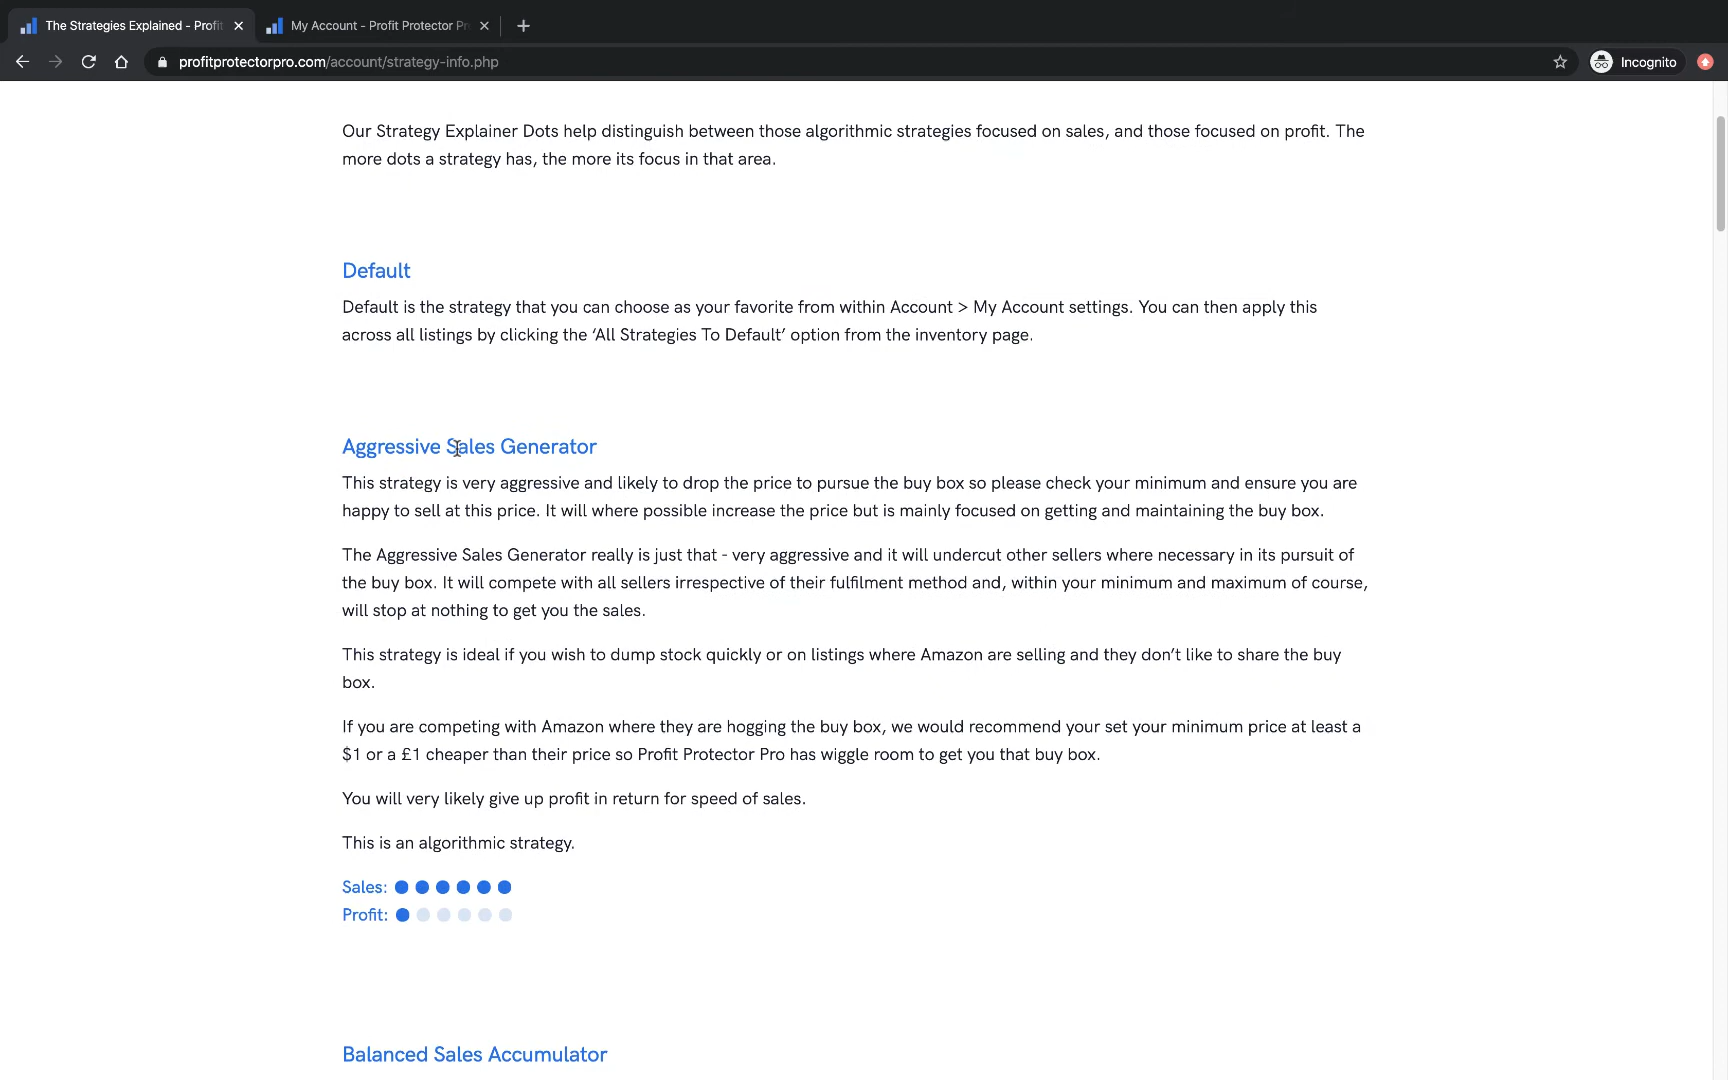 The Strategies Explained - Profit
My Account - Profit Protector Pr
profitprotectorpro.com/account/strategy-info.php
Incognito
Our Strategy Explainer Dots help distinguish between those algorithmic strategies focused on sales, and those focused on profit. The
more dots a strategy has, the more its focus in that area.
Default
Default is the strategy that you can choose as your favorite from within Account > My Account settings. You can then apply this
across all listings by clicking the ‘All Strategies To Default’ option from the inventory page.
Aggressive Sales Generator
This strategy is very aggressive and likely to drop the price to pursue the buy box so please check your minimum and ensure you are
happy to sell at this price. It will where possible increase the price but is mainly focused on getting and maintaining the buy box.
The Aggressive Sales Generator really is just that - very aggressive and it will undercut other sellers where necessary in its pursuit of
the buy box. It will compete with all sellers irrespective of their fulfilment method and, within your minimum and maximum of course,
will stop at nothing to get you the sales.
This strategy is ideal if you wish to dump stock quickly or on listings where Amazon are selling and they don’t like to share the buy
box.
If you are competing with Amazon where they are hogging the buy box, we would recommend your set your minimum price at least a
$1 or a £1 cheaper than their price so Profit Protector Pro has wiggle room to get you that buy box.
You will very likely give up profit in return for speed of sales.
This is an algorithmic strategy.
Sales:
Profit:
Balanced Sales Accumulator